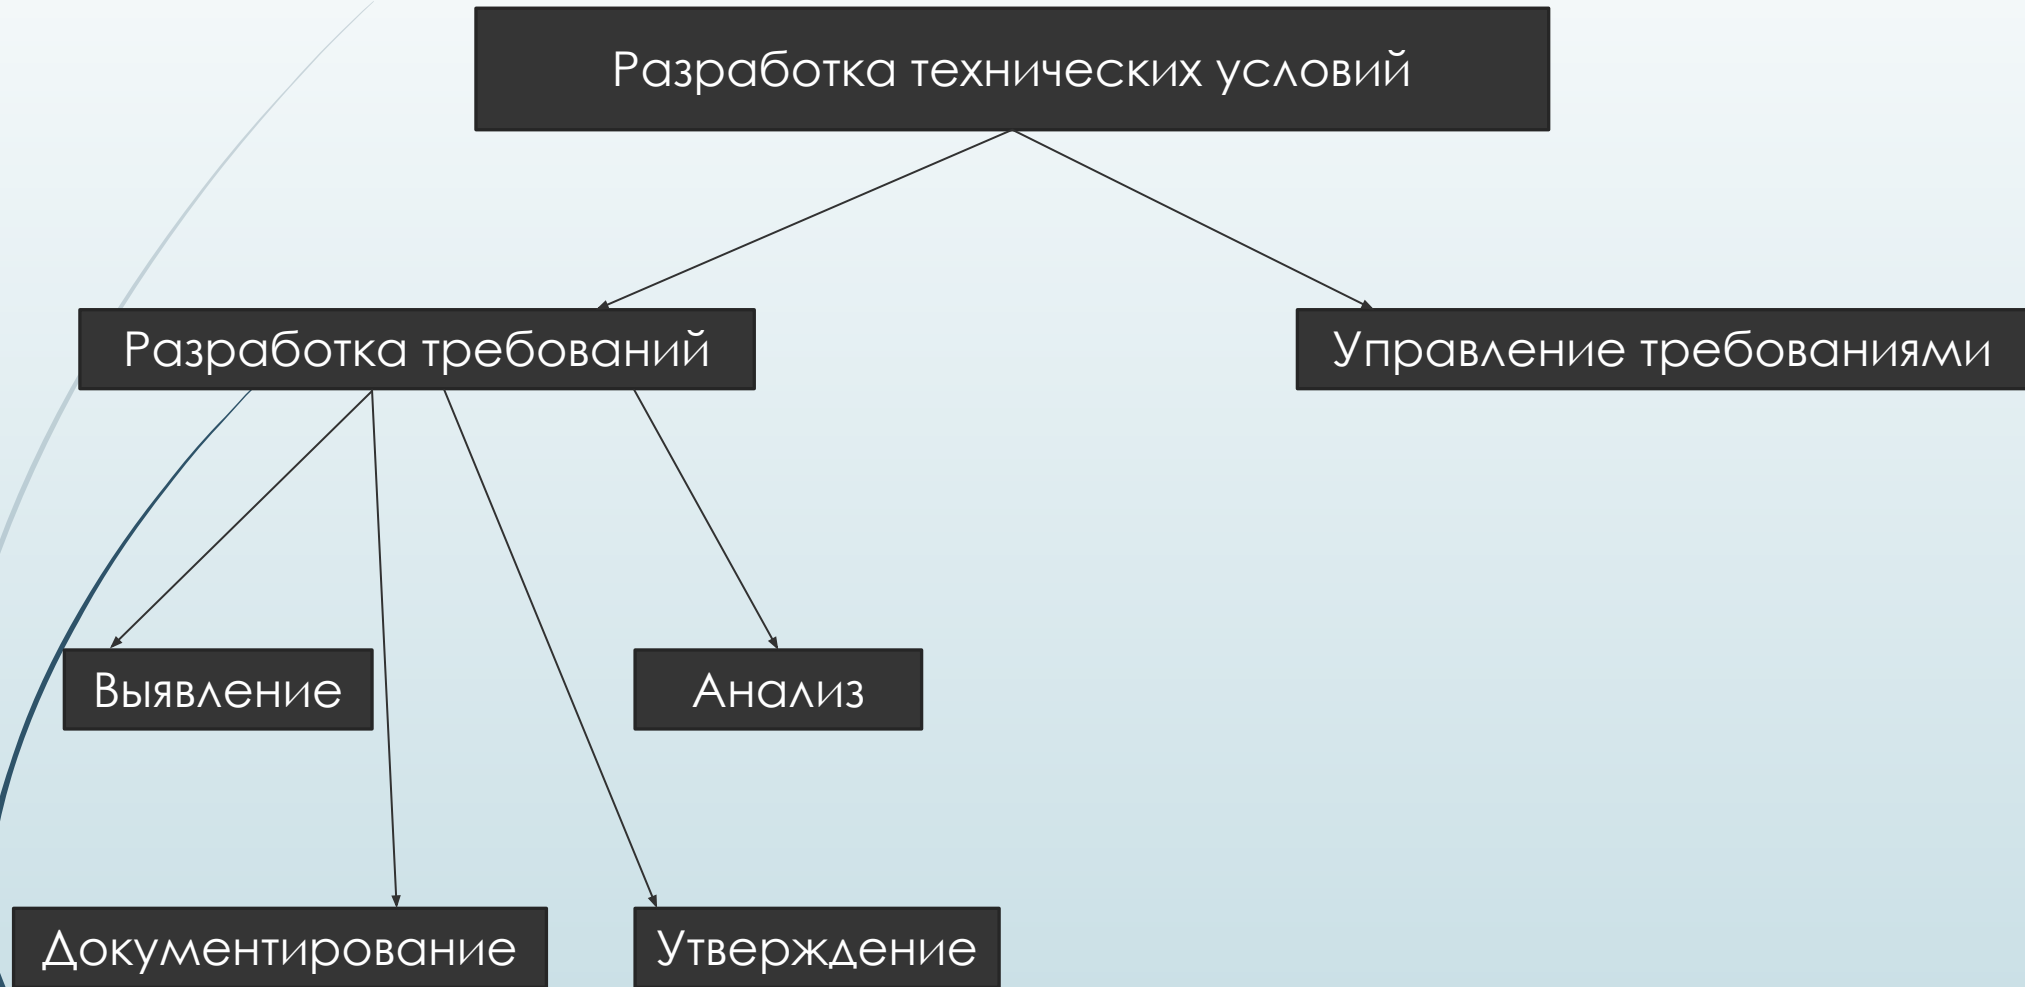 Разработка технических условий
Разработка требований
Управление требованиями
Выявление
Анализ
Документирование
Утверждение